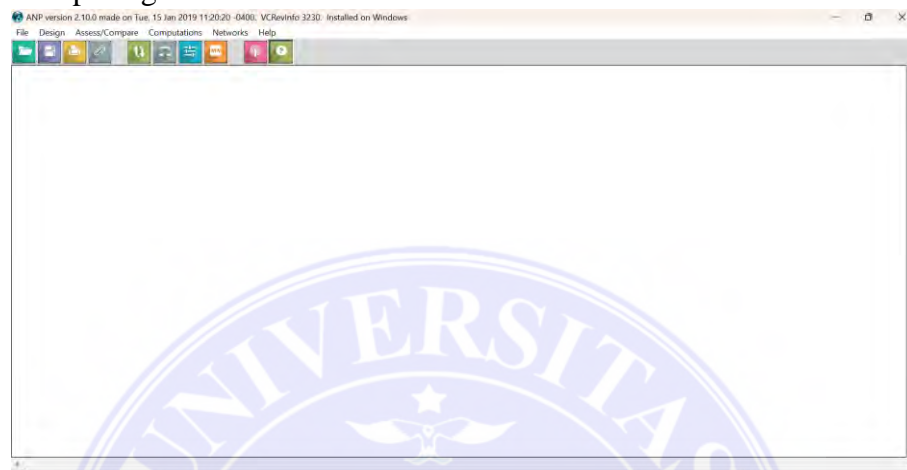 ANP version 2.10.0 made on Tue, 15 Jan 2019 11:20:20 -0400. VCRevInfo 3230. Installed on Windows
File Design Assess/Compare Computations Networks Help
UNIVERSITAS